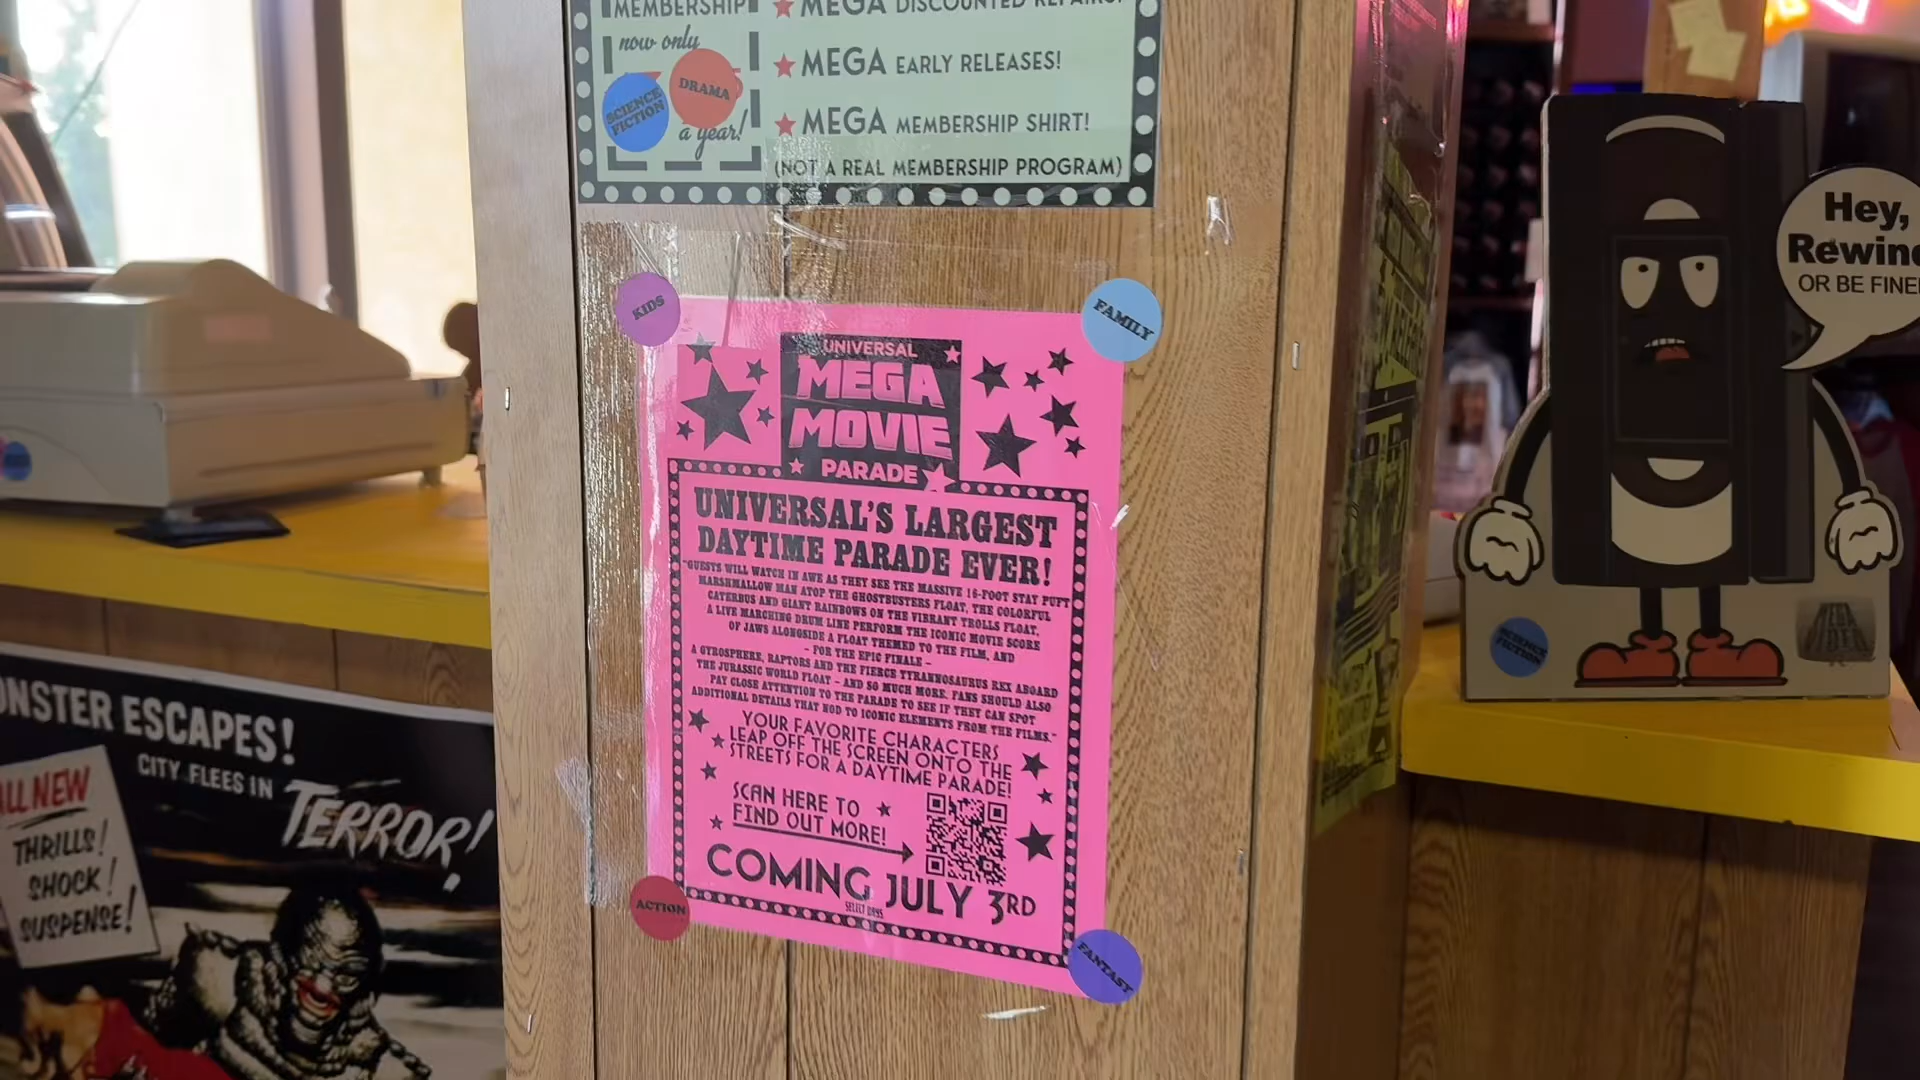 MEMBERSHIP
now only
SCIENCE
FICTION
DRAMA
a year!
MEGA DISCOUNTED REPAIRS!
MEGA EARLY RELEASES!
MEGA MEMBERSHIP SHIRT!
(NOT A REAL MEMBERSHIP PROGRAM)
KIDS
FAMILY
UNIVERSAL
MEGA
MOVIE
PARADE
UNIVERSAL'S LARGEST
DAYTIME PARADE EVER!
"GUESTS WILL WATCH IN AWE AS THEY SEE THE MASSIVE 16-FOOT STAY PUFT
MARSHMALLOW MAN ATOP THE GHOSTBUSTERS FLOAT, THE COLORFUL
CATERBUS AND GIANT RAINBOWS ON THE VIBRANT TROLLS FLOAT,
A LIVE MARCHING DRUM LINE PERFORM THE ICONIC MOVIE SCORE
OF JAWS ALONGSIDE A FLOAT THEMED TO THE FILM, AND
- FOR THE EPIC FINALE -
A GYROSPHERE, RAPTORS AND THE FIERCE TYRANNOSAURUS REX ABOARD
THE JURASSIC WORLD FLOAT - AND SO MUCH MORE. FANS SHOULD ALSO
PAY CLOSE ATTENTION TO THE PARADE TO SEE IF THEY CAN SPOT
ADDITIONAL DETAILS THAT NOD TO ICONIC ELEMENTS FROM THE FILMS."
YOUR FAVORITE CHARACTERS
LEAP OFF THE SCREEN ONTO THE
STREETS FOR A DAYTIME PARADE!
SCAN HERE TO
FIND OUT MORE!
COMING JULY 3RD
SELECT DAYS
ACTION
FANTASY
Hey,
OR BE
SCIENCE
FICTION
MEGA
VIDEO
ESCAPES!
CITY FLEES IN
TERROR!
NEW
THRILLS!
SHOCK!
SUSPENSE!